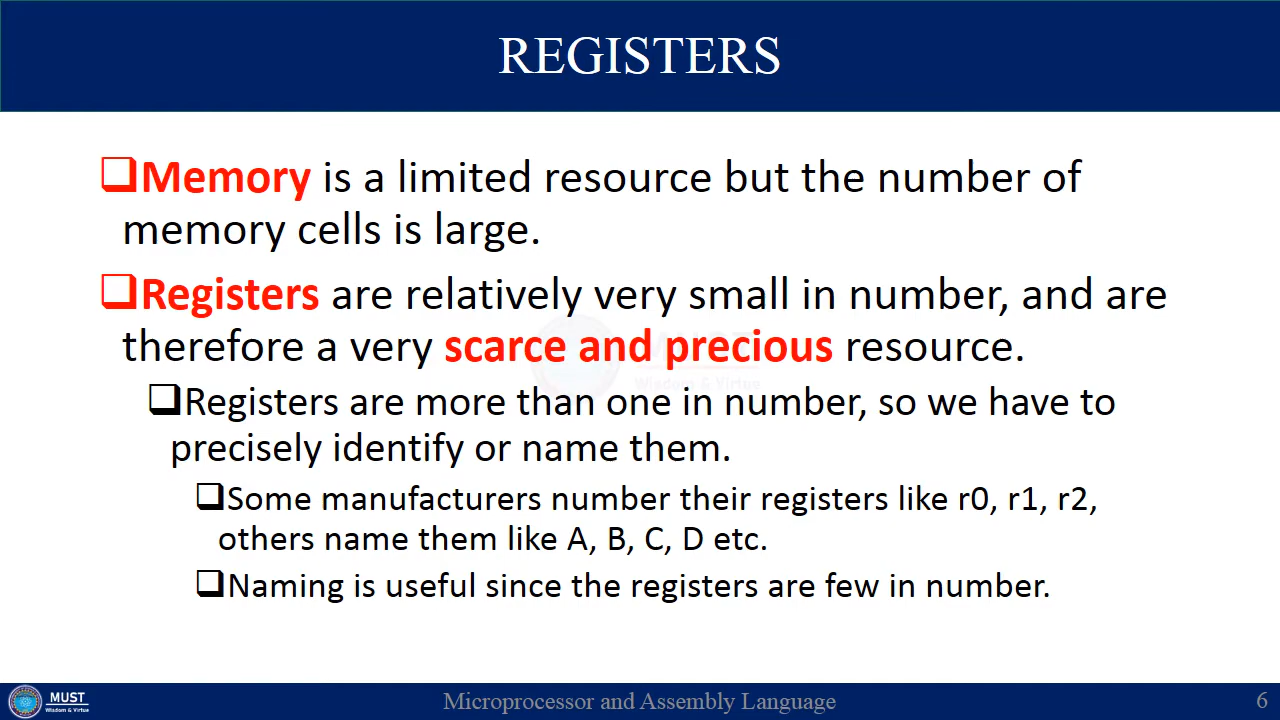 REGISTERS
❑Memory is a limited resource but the number of
memory cells is large.
❑Registers are relatively very small in number, and are
therefore a very scarce and precious resource.
MUST
Wisdom & Virtue
❑Registers are more than one in number, so we have to
precisely identify or name them.
❑Some manufacturers number their registers like r0, r1, r2,
others name them like A, B, C, D etc.
❑Naming is useful since the registers are few in number.
MUST
Wisdom & Virtue
Microprocessor and Assembly Language
6